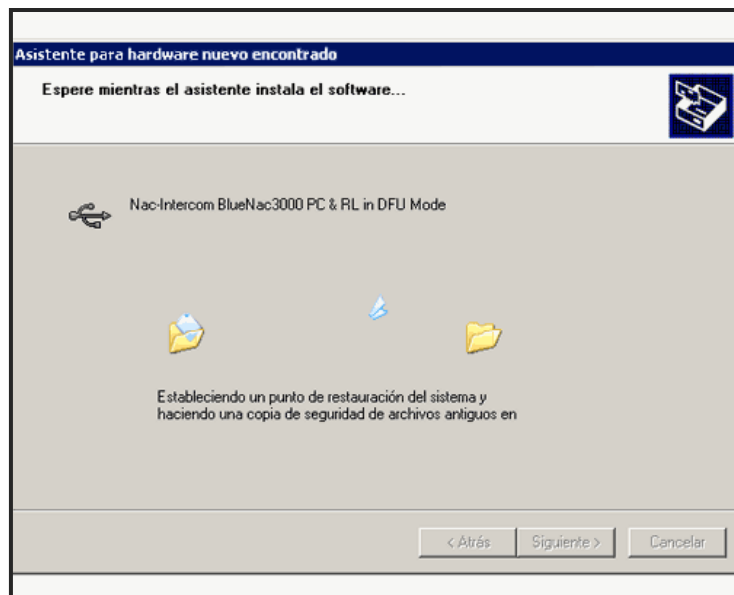 Asistente para hardware nuevo encontrado
Espere mientras el asistente instala el software...
Nac-Intercom BlueNac3000 PC & RL in DFU Mode
Estableciendo un punto de restauración del sistema y
haciendo una copia de seguridad de archivos antiguos en
< Atrás Siguiente > Cancelar